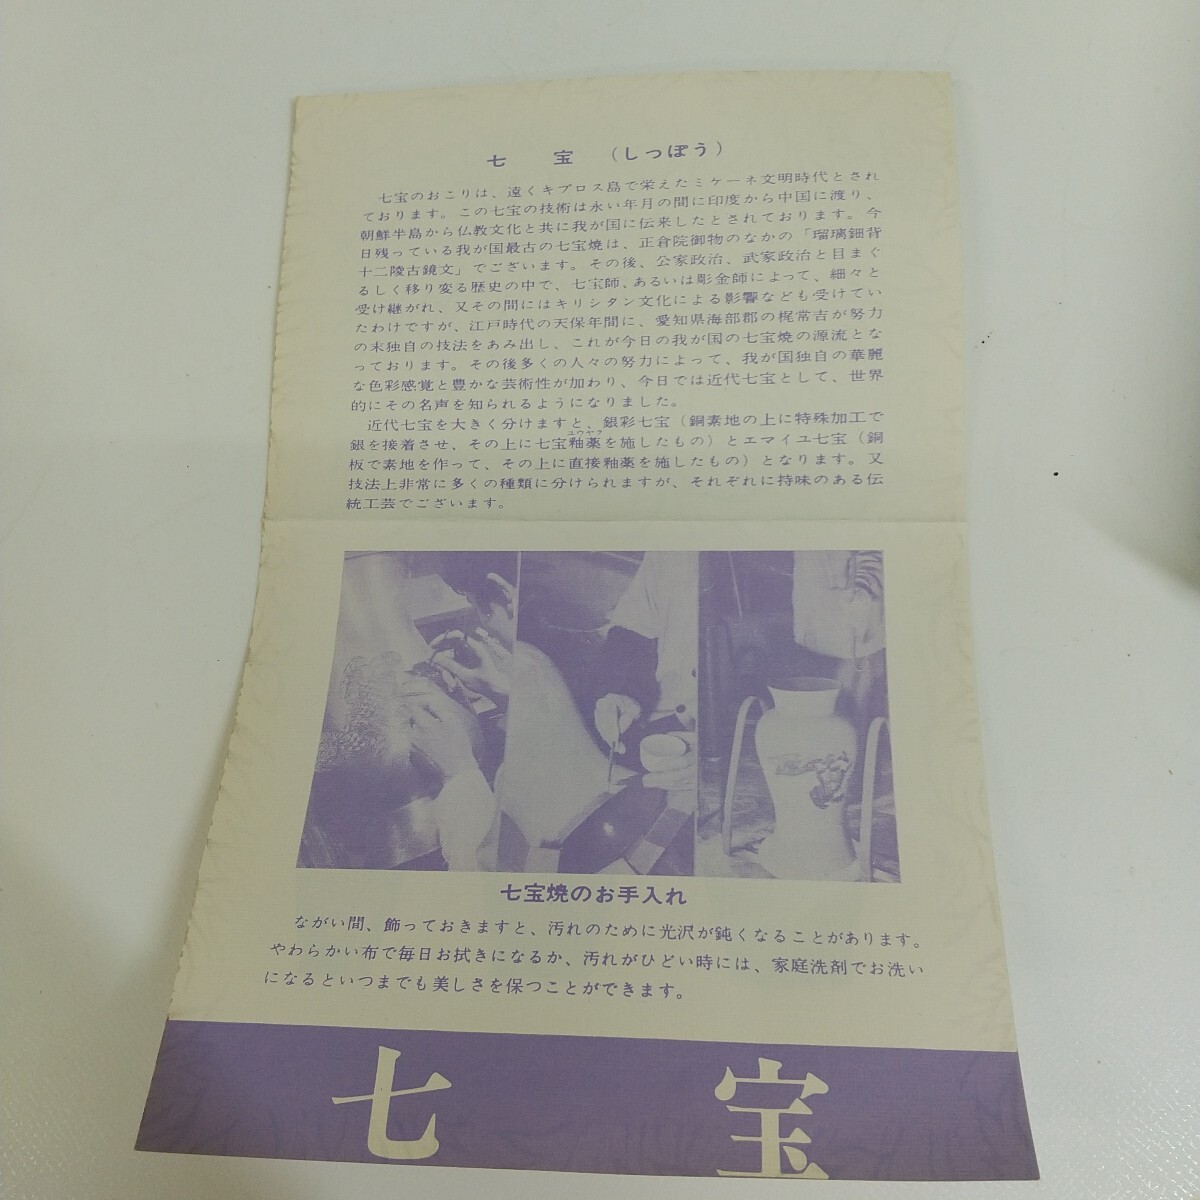 七　宝　（しっぽう）
七宝のおこりは、遠くキプロス島で栄えたミケーネ文明時代とされ
ております。この七宝の技術は永い年月の間に印度から中国に渡り、
朝鮮半島から仏教文化と共に我が国に伝来したとされております。今
日残っている我が国最古の七宝焼は、正倉院御物のなかの「瑠璃鈿背
十二陵古鏡文」でございます。その後、公家政治、武家政治と目まぐ
るしく移り変る歴史の中で、七宝師、あるいは彫金師によって、細々と
受け継がれ、又その間にはキリシタン文化による影響なども受けてい
たわけですが、江戸時代の天保年間に、愛知県海部郡の梶常吉が努力
の末独自の技法をあみ出し、これが今日の我が国の七宝焼の源流とな
っております。その後多くの人々の努力によって、我が国独自の華麗
な色彩感覚と豊かな芸術性が加わり、今日では近代七宝として、世界
的にその名声を知られるようになりました。
近代七宝を大きく分けますと、銀彩七宝（銅素地の上に特殊加工で
銀を接着させ、その上に七宝釉薬を施したもの）とエマイユ七宝（銅
ユウヤク
板で素地を作って、その上に直接釉薬を施したもの）となります。又
技法上非常に多くの種類に分けられますが、それぞれに持味のある伝
統工芸でございます。
七宝焼のお手入れ
ながい間、飾っておきますと、汚れのために光沢が鈍くなることがあります。
やわらかい布で毎日お拭きになるか、汚れがひどい時には、家庭洗剤でお洗い
になるといつまでも美しさを保つことができます。
七　宝